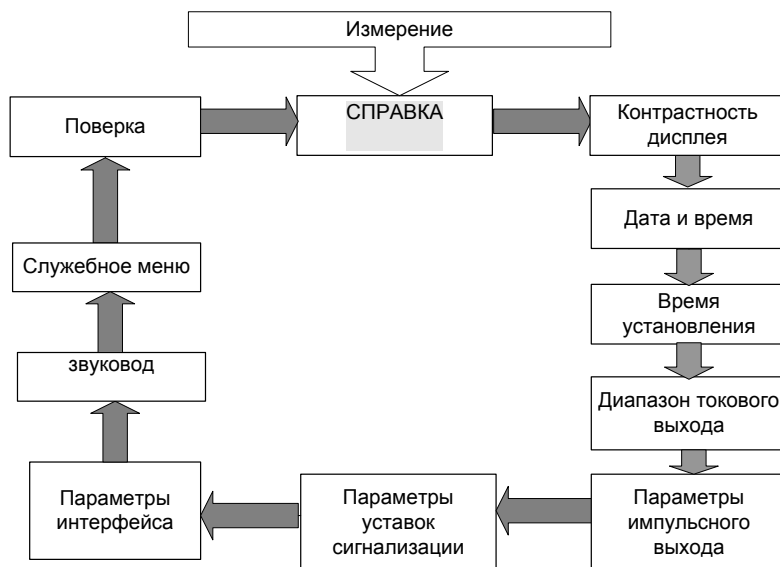 Измерение
Поверка
СПРАВКА
Контрастность
дисплея
Дата и время
Служебное меню
Время
установления
звуковод
Диапазон токового
выхода
Параметры
интерфейса
Параметры
уставок
сигнализации
Параметры
импульсного
выхода